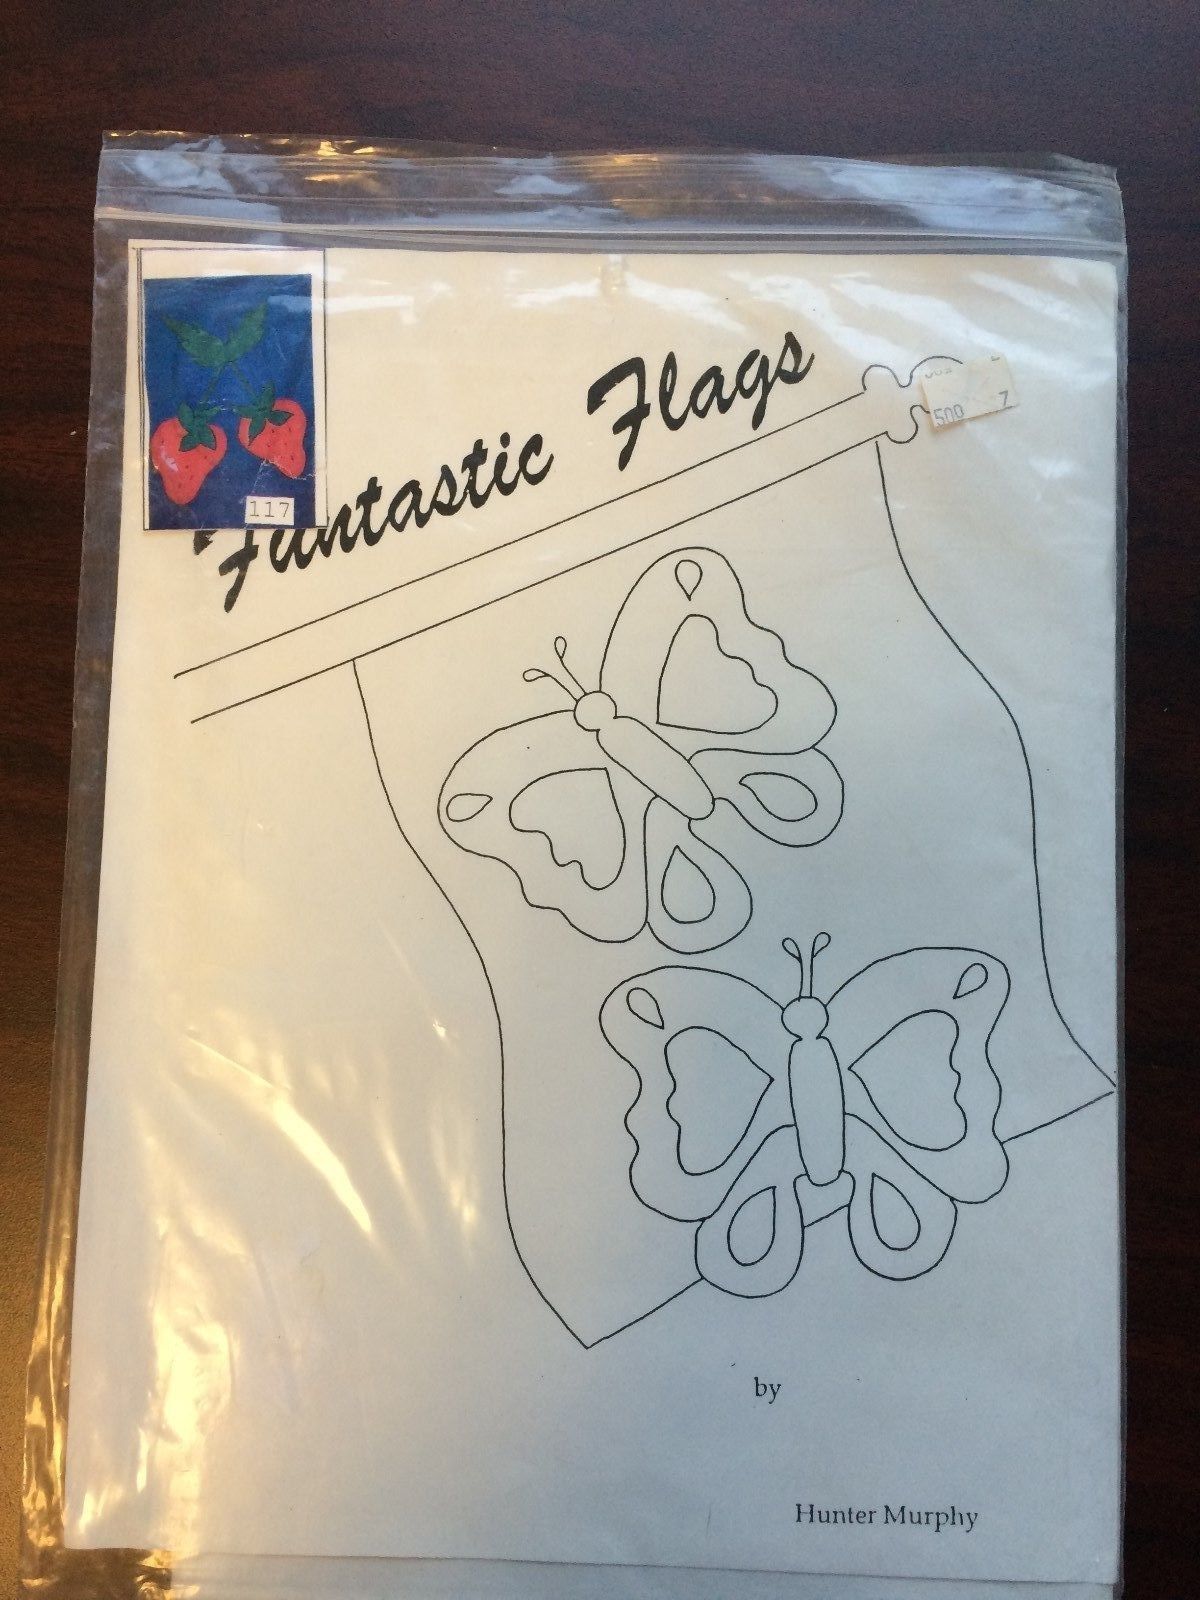 Funtastic Flags
500 7
117
by
Hunter Murphy